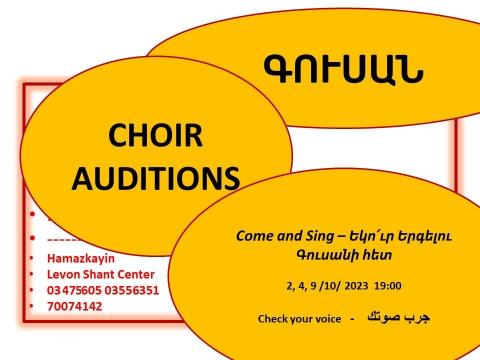 ԳՈՒՍԱՆ
CHOIR
AUDITIONS
Come and Sing – Եկո՛ւր Երգելու
Գուսանի հետ
2, 4, 9 /10/ 2023 19:00
Check your voice - جرب صوتك
Hamazkayin
Levon Shant Center
03475605 03556351
70074142